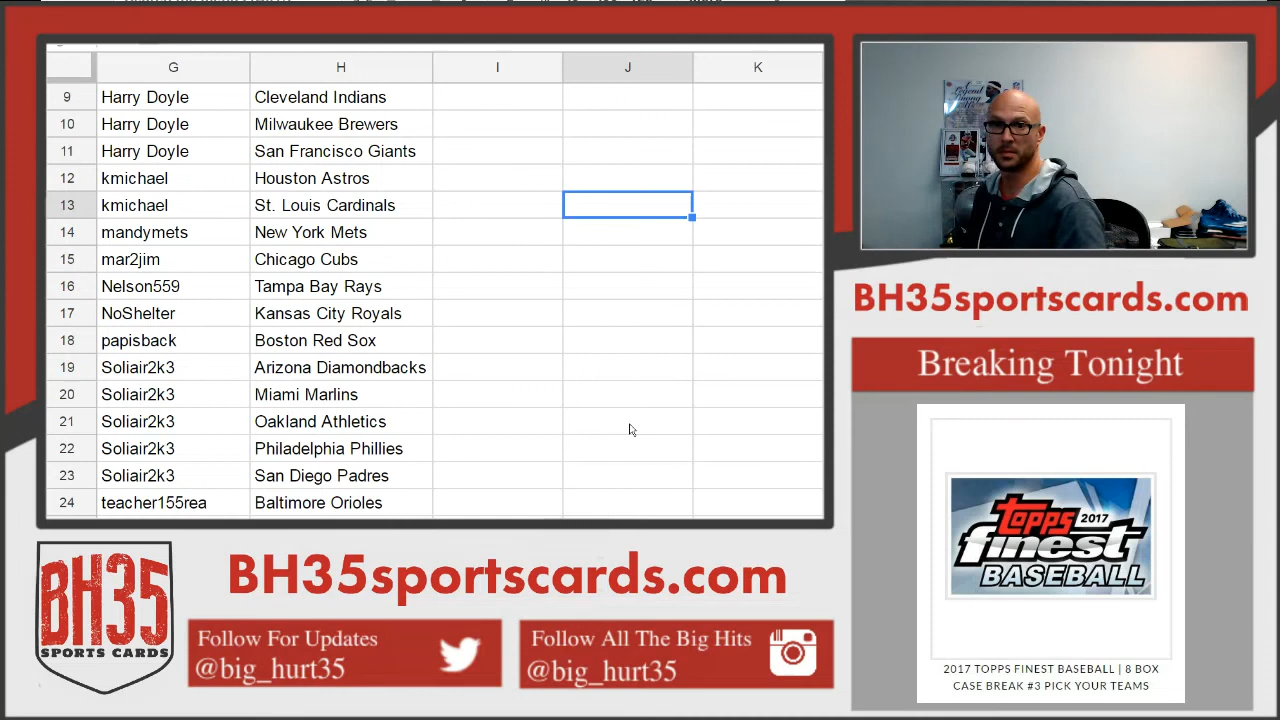 G H I J K
9 Harry Doyle Cleveland Indians
10 Harry Doyle Milwaukee Brewers
11 Harry Doyle San Francisco Giants
12 kmichael Houston Astros
13 kmichael St. Louis Cardinals
14 mandymets New York Mets
15 mar2jim Chicago Cubs
16 Nelson559 Tampa Bay Rays
17 NoShelter Kansas City Royals
18 papisback Boston Red Sox
19 Soliair2k3 Arizona Diamondbacks
20 Soliair2k3 Miami Marlins
21 Soliair2k3 Oakland Athletics
22 Soliair2k3 Philadelphia Phillies
23 Soliair2k3 San Diego Padres
24 teacher155rea Baltimore Orioles
BH35sportscards.com
Breaking Tonight
topps 2017
finest
BASEBALL
2017 TOPPS FINEST BASEBALL | 8 BOX
CASE BREAK #3 PICK YOUR TEAMS
BH35
SPORTS CARDS
BH35sportscards.com
Follow For Updates
@big_hurt35
Follow All The Big Hits
@big_hurt35